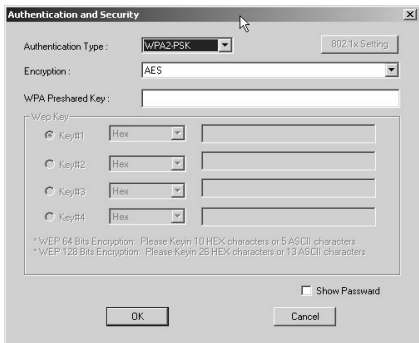 Authentication and Security
Authentication Type : WPA2-PSK 802.1x Setting
Encryption : AES
WPA Preshared Key :
Wep Key
Key#1 Hex
Key#2 Hex
Key#3 Hex
Key#4 Hex
* WEP 64 Bits Encryption: Please Keyin 10 HEX characters or 5 ASCII characters
* WEP 128 Bits Encryption: Please Keyin 26 HEX characters or 13 ASCII characters
Show Passward
OK Cancel